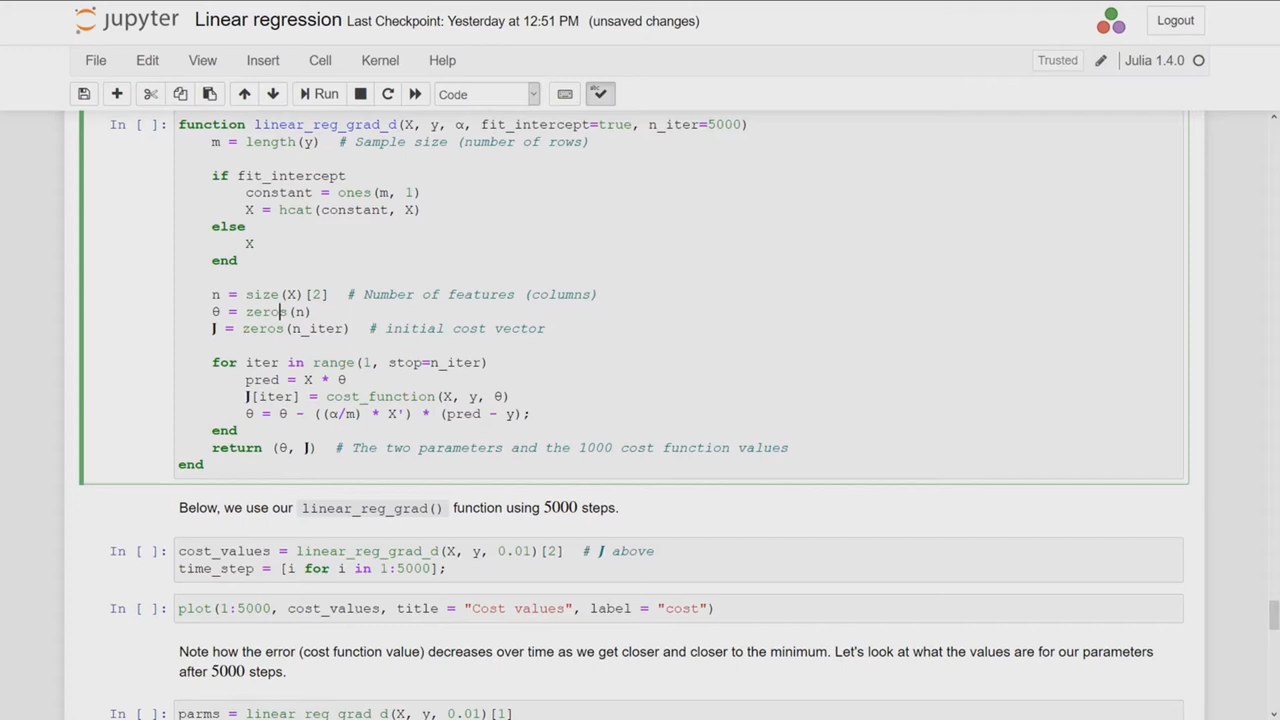 jupyter Linear regression Last Checkpoint: Yesterday at 12:51 PM (unsaved changes) Logout
File Edit View Insert Cell Kernel Help Trusted Julia 1.4.0
Run Code
In [ ]: function linear_reg_grad_d(X, y, α, fit_intercept=true, n_iter=5000)
m = length(y) # Sample size (number of rows)
if fit_intercept
constant = ones(m, 1)
X = hcat(constant, X)
else
X
end
n = size(X)[2] # Number of features (columns)
θ = zeros(n)
J = zeros(n_iter) # initial cost vector
for iter in range(1, stop=n_iter)
pred = X * θ
J[iter] = cost_function(X, y, θ)
θ = θ - ((α/m) * X') * (pred - y);
end
return (θ, J) # The two parameters and the 1000 cost function values
end
Below, we use our linear_reg_grad() function using 5000 steps.
In [ ]: cost_values = linear_reg_grad_d(X, y, 0.01)[2] # J above
time_step = [i for i in 1:5000];
In [ ]: plot(1:5000, cost_values, title = "Cost values", label = "cost")
Note how the error (cost function value) decreases over time as we get closer and closer to the minimum. Let's look at what the values are for our parameters
after 5000 steps.
In [ ]: parms = linear_reg_grad_d(X, y, 0.01)[1]